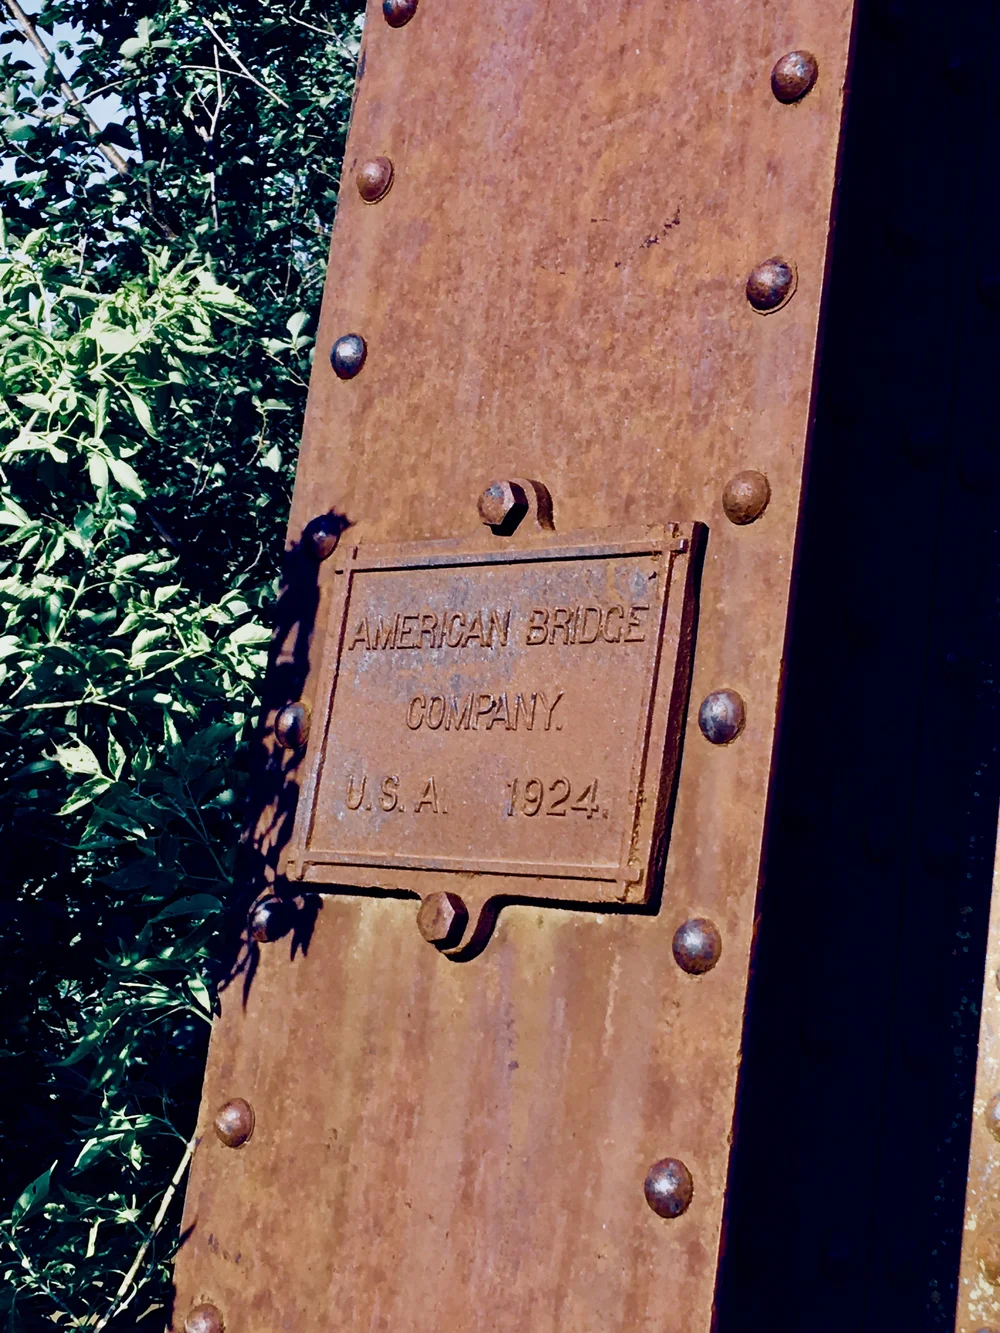 AMERICAN BRIDGE
COMPANY.
U.S.A. 1924.